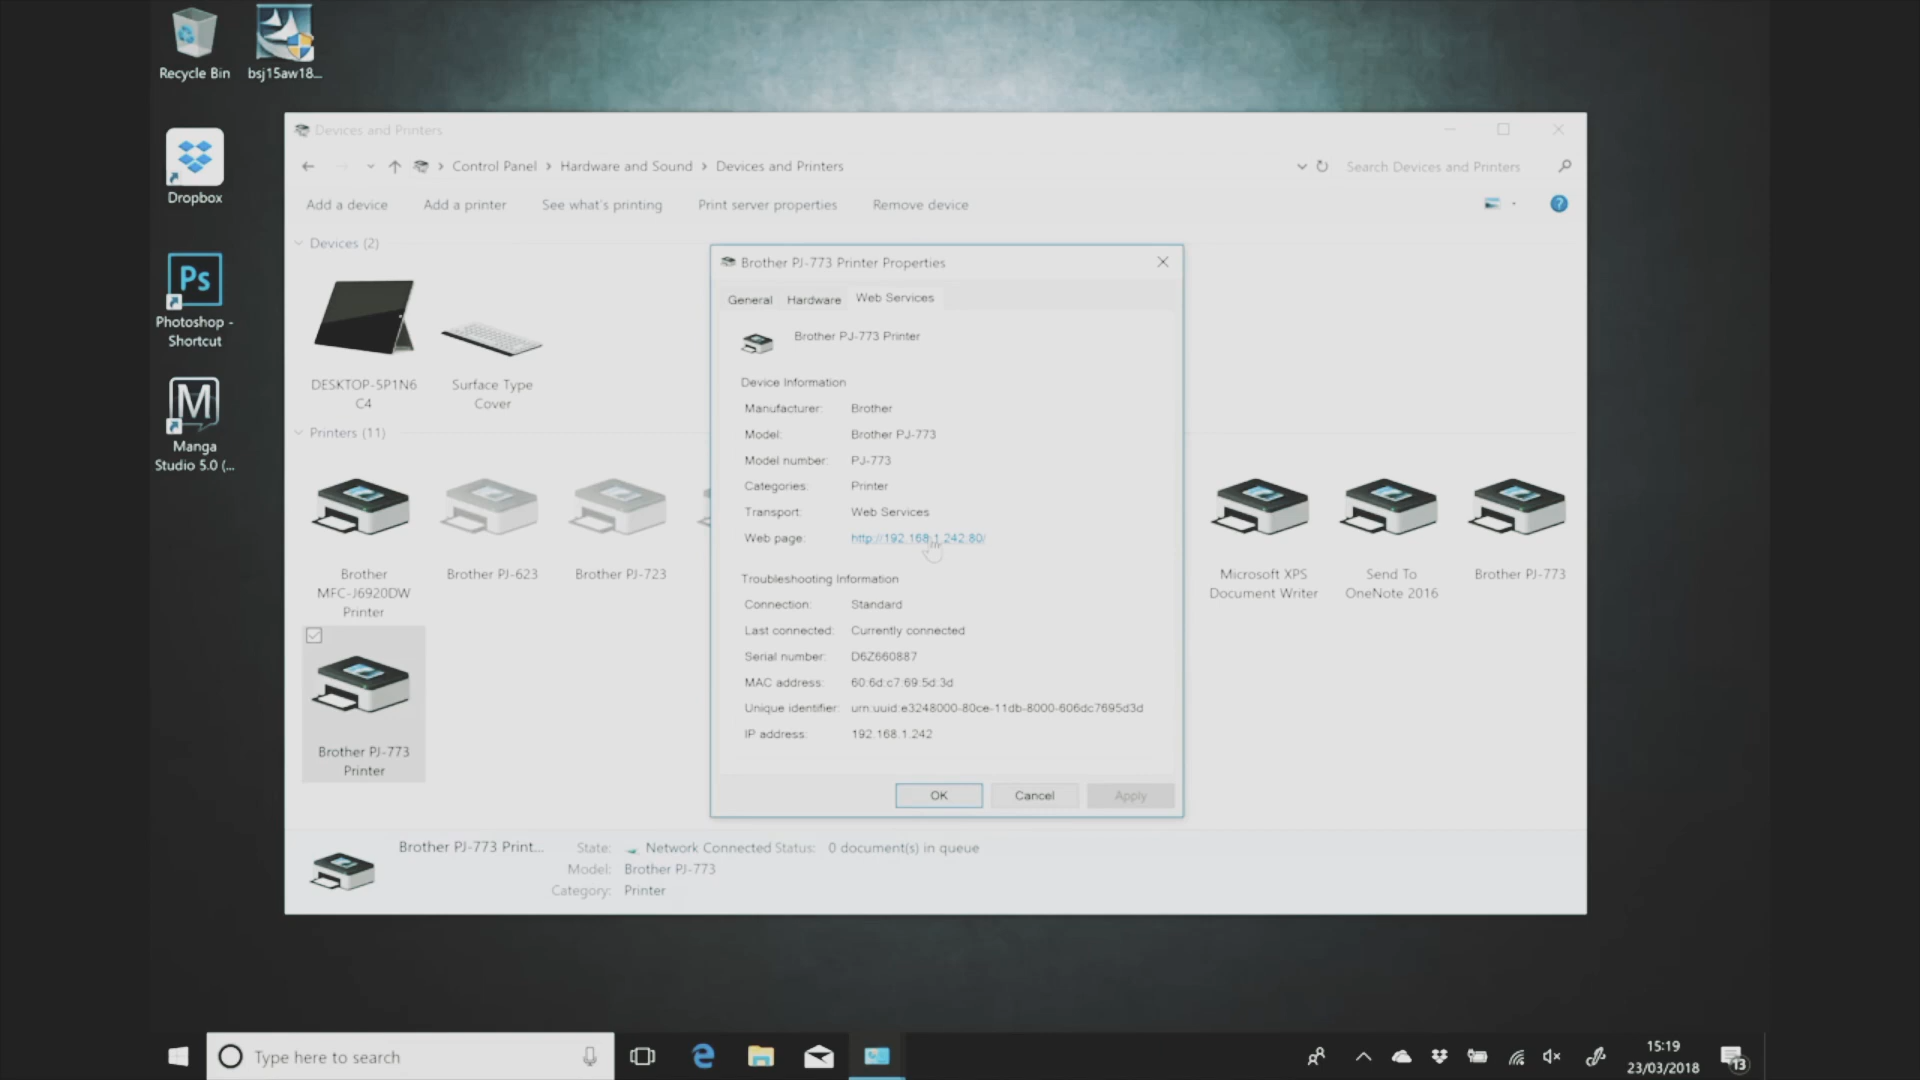 Recycle Bin
bsj15aw18...
Dropbox
Ps
Photoshop -
Shortcut
M
Manga
Studio 5.0 (...
Devices and Printers
Control Panel > Hardware and Sound > Devices and Printers
Search Devices and Printers
Add a device
Add a printer
See what's printing
Print server properties
Remove device
?
Devices (2)
DESKTOP-5P1N6
C4
Surface Type
Cover
Printers (11)
Brother
MFC-J6920DW
Printer
Brother PJ-623
Brother PJ-723
Microsoft XPS
Document Writer
Send To
OneNote 2016
Brother PJ-773
Brother PJ-773
Printer
Brother PJ-773 Printer Properties
General
Hardware
Web Services
Brother PJ-773 Printer
Device Information
Manufacturer: Brother
Model: Brother PJ-773
Model number: PJ-773
Categories: Printer
Transport: Web Services
Web page: http://192.168.1.242:80/
Troubleshooting Information
Connection: Standard
Last connected: Currently connected
Serial number: D6Z660887
MAC address: 60:6d:c7:69:5d:3d
Unique identifier: urn:uuid:e3248000-80ce-11db-8000-606dc7695d3d
IP address: 192.168.1.242
OK
Cancel
Apply
Brother PJ-773 Print...
State: Network Connected Status: 0 document(s) in queue
Model: Brother PJ-773
Category: Printer
Type here to search
15:19
23/03/2018
13